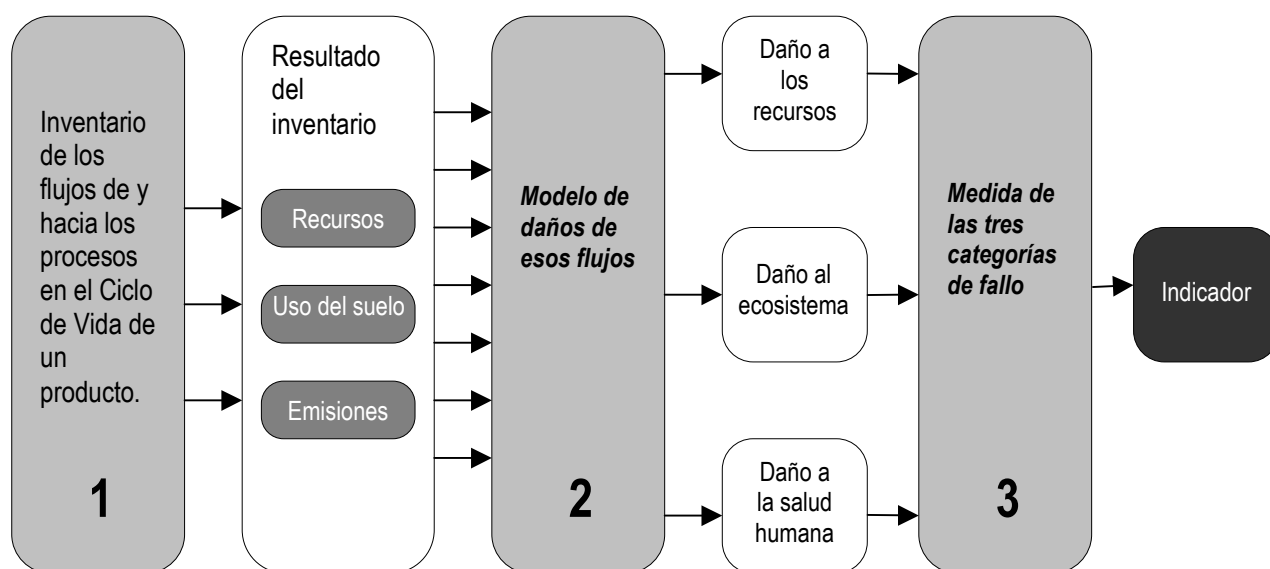 Inventario
de los
flujos de y
hacia los
procesos
en el Ciclo
de Vida de
un
producto.
1
Resultado
del
inventario
Recursos
Uso del suelo
Emisiones
Modelo de
daños de
esos flujos
2
Daño a
los
recursos
Daño al
ecosistema
Daño a
la salud
humana
Medida de
las tres
categorías
de fallo
3
Indicador